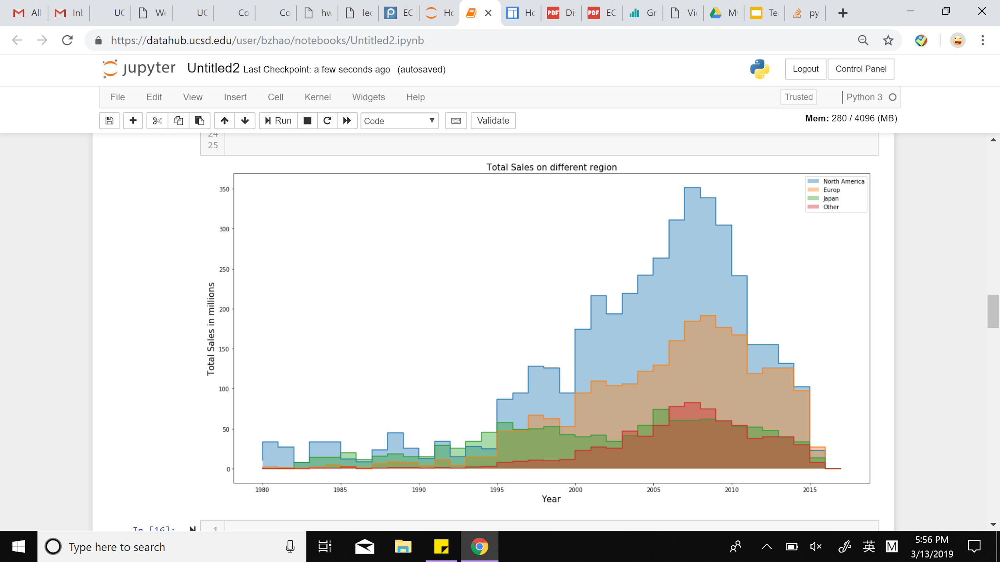 All Inb UC We UC Co Co hw lec EC Ho Ho Di EC Gr Vic My Te py
https://datahub.ucsd.edu/user/bzhao/notebooks/Untitled2.ipynb
jupyter Untitled2 Last Checkpoint: a few seconds ago (autosaved) Logout Control Panel
File Edit View Insert Cell Kernel Widgets Help Trusted Python 3
Run Code Validate Mem: 280 / 4096 (MB)
24
25
Total Sales on different region
North America
Europ
Japan
Other
350
300
250
200
150
100
50
0
Total Sales in millions
1980 1985 1990 1995 2000 2005 2010 2015
Year
In [16]: 1
Type here to search
英 M
5:56 PM
3/13/2019